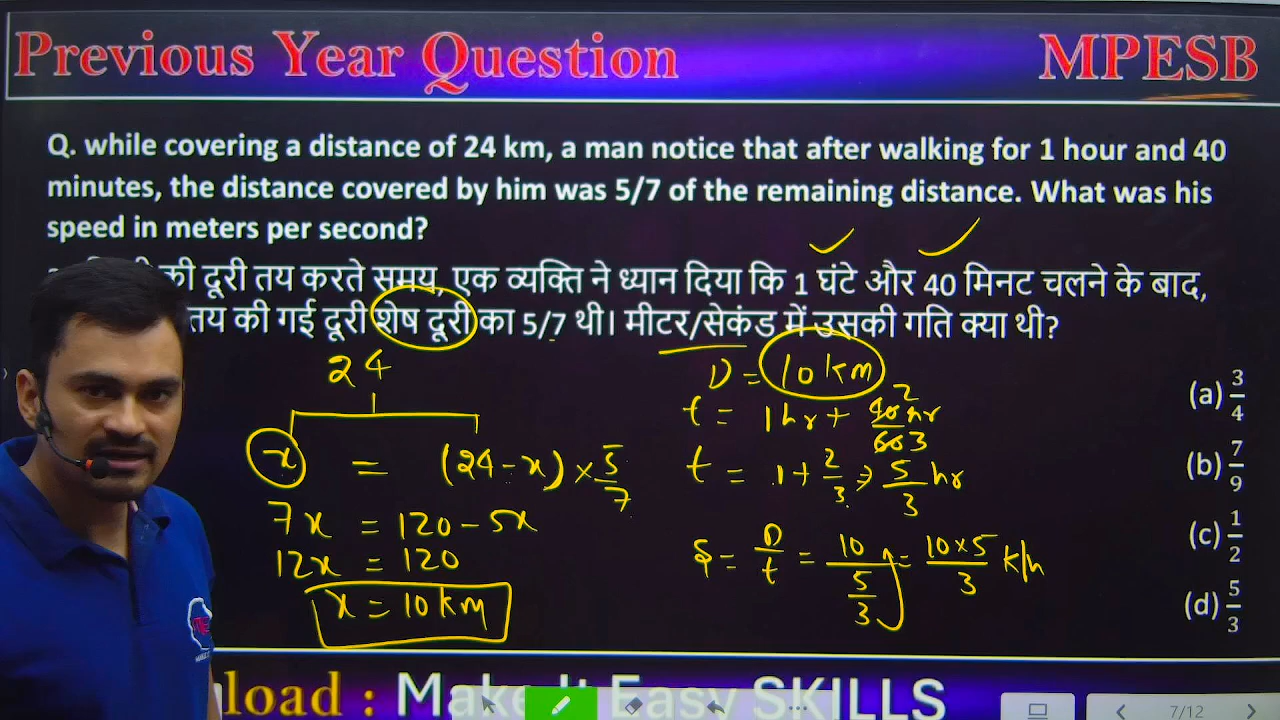 Previous Year Question MPESB
Q. while covering a distance of 24 km, a man notice that after walking for 1 hour and 40
minutes, the distance covered by him was 5/7 of the remaining distance. What was his
speed in meters per second?
की दूरी तय करते समय, एक व्यक्ति ने ध्यान दिया कि 1 घंटे और 40 मिनट चलने के बाद,
तय की गई दूरी शेष दूरी का 5/7 थी। मीटर/सेकंड में उसकी गति क्या थी?
24
x = (24-x) × 5/7
7x = 120 - 5x
12x = 120
x = 10 km
D = 10 km
t = 1 hr + 40/60 hr 2 3
t = 1 + 2/3 ⇒ 5/3 hr
S = D/t = 10/(5/3) = 10×5/3 k/h
(a) 3/4
(b) 7/9
(c) 1/2
(d) 5/3
load : Make It Easy SKILLS
7/12